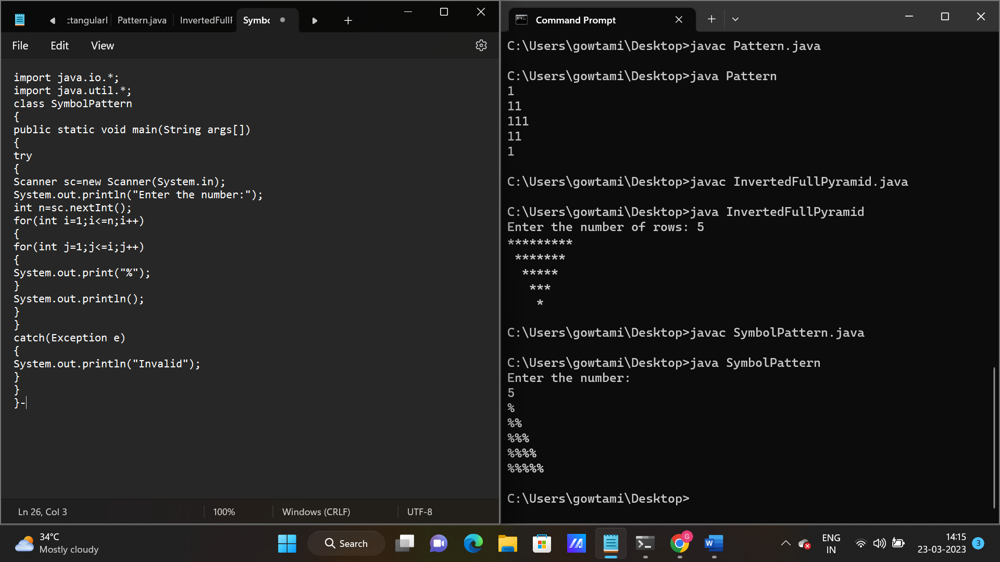 ctangularF
Pattern.java
InvertedFullF
Symbo
File
Edit
View
import java.io.*;
import java.util.*;
class SymbolPattern
{
public static void main(String args[])
{
try
{
Scanner sc=new Scanner(System.in);
System.out.println("Enter the number:");
int n=sc.nextInt();
for(int i=1;i<=n;i++)
{
for(int j=1;j<=i;j++)
{
System.out.print("%");
}
System.out.println();
}
}
catch(Exception e)
{
System.out.println("Invalid");
}
}
}-
Ln 26, Col 3
100%
Windows (CRLF)
UTF-8
Command Prompt
C:\Users\gowtami\Desktop>javac Pattern.java
C:\Users\gowtami\Desktop>java Pattern
1
11
111
11
1
C:\Users\gowtami\Desktop>javac InvertedFullPyramid.java
C:\Users\gowtami\Desktop>java InvertedFullPyramid
Enter the number of rows: 5
*********
 *******
  *****
   ***
    *
C:\Users\gowtami\Desktop>javac SymbolPattern.java
C:\Users\gowtami\Desktop>java SymbolPattern
Enter the number:
5
%
%%
%%%
%%%%
%%%%%
C:\Users\gowtami\Desktop>
34°C
Mostly cloudy
Search
G
W
ENG
IN
14:15
23-03-2023
3